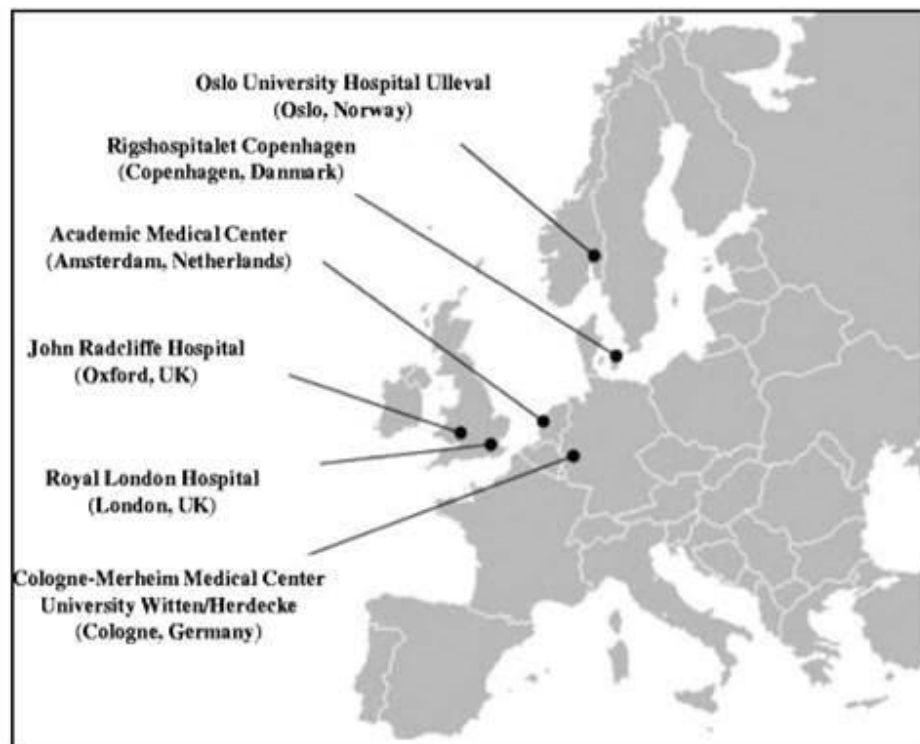 Oslo University Hospital Ulleval
(Oslo, Norway)
Rigshospitalet Copenhagen
(Copenhagen, Danmark)
Academic Medical Center
(Amsterdam, Netherlands)
John Radcliffe Hospital
(Oxford, UK)
Royal London Hospital
(London, UK)
Cologne-Merheim Medical Center
University Witten/Herdecke
(Cologne, Germany)